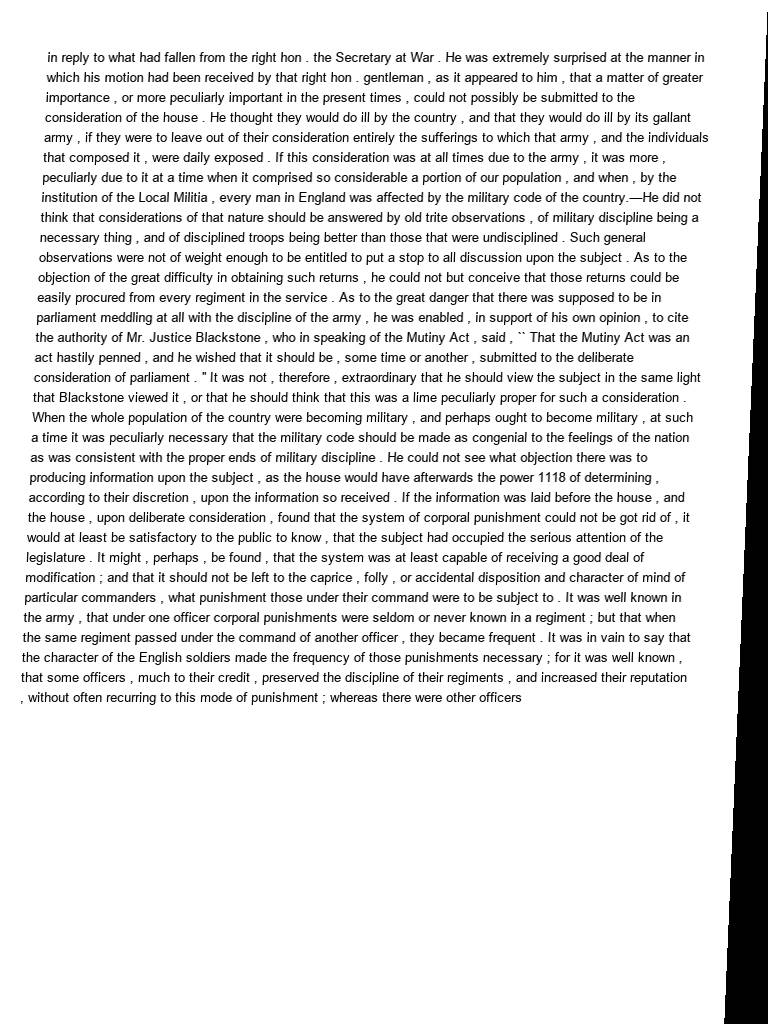 in reply to what had fallen from the right hon . the Secretary at War . He was extremely surprised at the manner in
which his motion had been received by that right hon . gentleman , as it appeared to him , that a matter of greater
importance , or more peculiarly important in the present times , could not possibly be submitted to the
consideration of the house . He thought they would do ill by the country , and that they would do ill by its gallant
army , if they were to leave out of their consideration entirely the sufferings to which that army , and the individuals
that composed it , were daily exposed . If this consideration was at all times due to the army , it was more ,
peculiarly due to it at a time when it comprised so considerable a portion of our population , and when , by the
institution of the Local Militia , every man in England was affected by the military code of the country.—He did not
think that considerations of that nature should be answered by old trite observations , of military discipline being a
necessary thing , and of disciplined troops being better than those that were undisciplined . Such general
observations were not of weight enough to be entitled to put a stop to all discussion upon the subject . As to the
objection of the great difficulty in obtaining such returns , he could not but conceive that those returns could be
easily procured from every regiment in the service . As to the great danger that there was supposed to be in
parliament meddling at all with the discipline of the army , he was enabled , in support of his own opinion , to cite
the authority of Mr. Justice Blackstone , who in speaking of the Mutiny Act , said , `` That the Mutiny Act was an
act hastily penned , and he wished that it should be , some time or another , submitted to the deliberate
consideration of parliament . '' It was not , therefore , extraordinary that he should view the subject in the same light
that Blackstone viewed it , or that he should think that this was a lime peculiarly proper for such a consideration .
When the whole population of the country were becoming military , and perhaps ought to become military , at such
a time it was peculiarly necessary that the military code should be made as congenial to the feelings of the nation
as was consistent with the proper ends of military discipline . He could not see what objection there was to
producing information upon the subject , as the house would have afterwards the power 1118 of determining ,
according to their discretion , upon the information so received . If the information was laid before the house , and
the house , upon deliberate consideration , found that the system of corporal punishment could not be got rid of , it
would at least be satisfactory to the public to know , that the subject had occupied the serious attention of the
legislature . It might , perhaps , be found , that the system was at least capable of receiving a good deal of
modification ; and that it should not be left to the caprice , folly , or accidental disposition and character of mind of
particular commanders , what punishment those under their command were to be subject to . It was well known in
the army , that under one officer corporal punishments were seldom or never known in a regiment ; but that when
the same regiment passed under the command of another officer , they became frequent . It was in vain to say that
the character of the English soldiers made the frequency of those punishments necessary ; for it was well known ,
that some officers , much to their credit , preserved the discipline of their regiments , and increased their reputation
, without often recurring to this mode of punishment ; whereas there were other officers